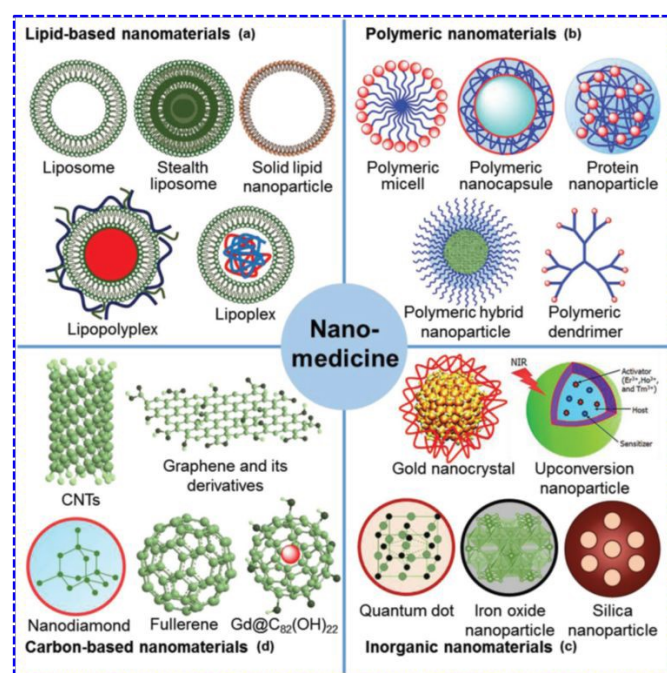 Lipid-based nanomaterials (a)
Liposome
Stealth
liposome
Solid lipid
nanoparticle
Lipopolyplex
Lipoplex
Polymeric nanomaterials (b)
Polymeric
micell
Polymeric
nanocapsule
Protein
nanoparticle
Polymeric hybrid
nanoparticle
Polymeric
dendrimer
Nano-
medicine
CNTs
Graphene and its
derivatives
Nanodiamond
Fullerene
Gd@C₈₂(OH)₂₂
Carbon-based nanomaterials (d)
Gold nanocrystal
NIR
Activator
(Er³⁺,Ho³⁺,
and Tm³⁺)
Host
Sensitizer
Upconversion
nanoparticle
Quantum dot
Iron oxide
nanoparticle
Silica
nanoparticle
Inorganic nanomaterials (c)